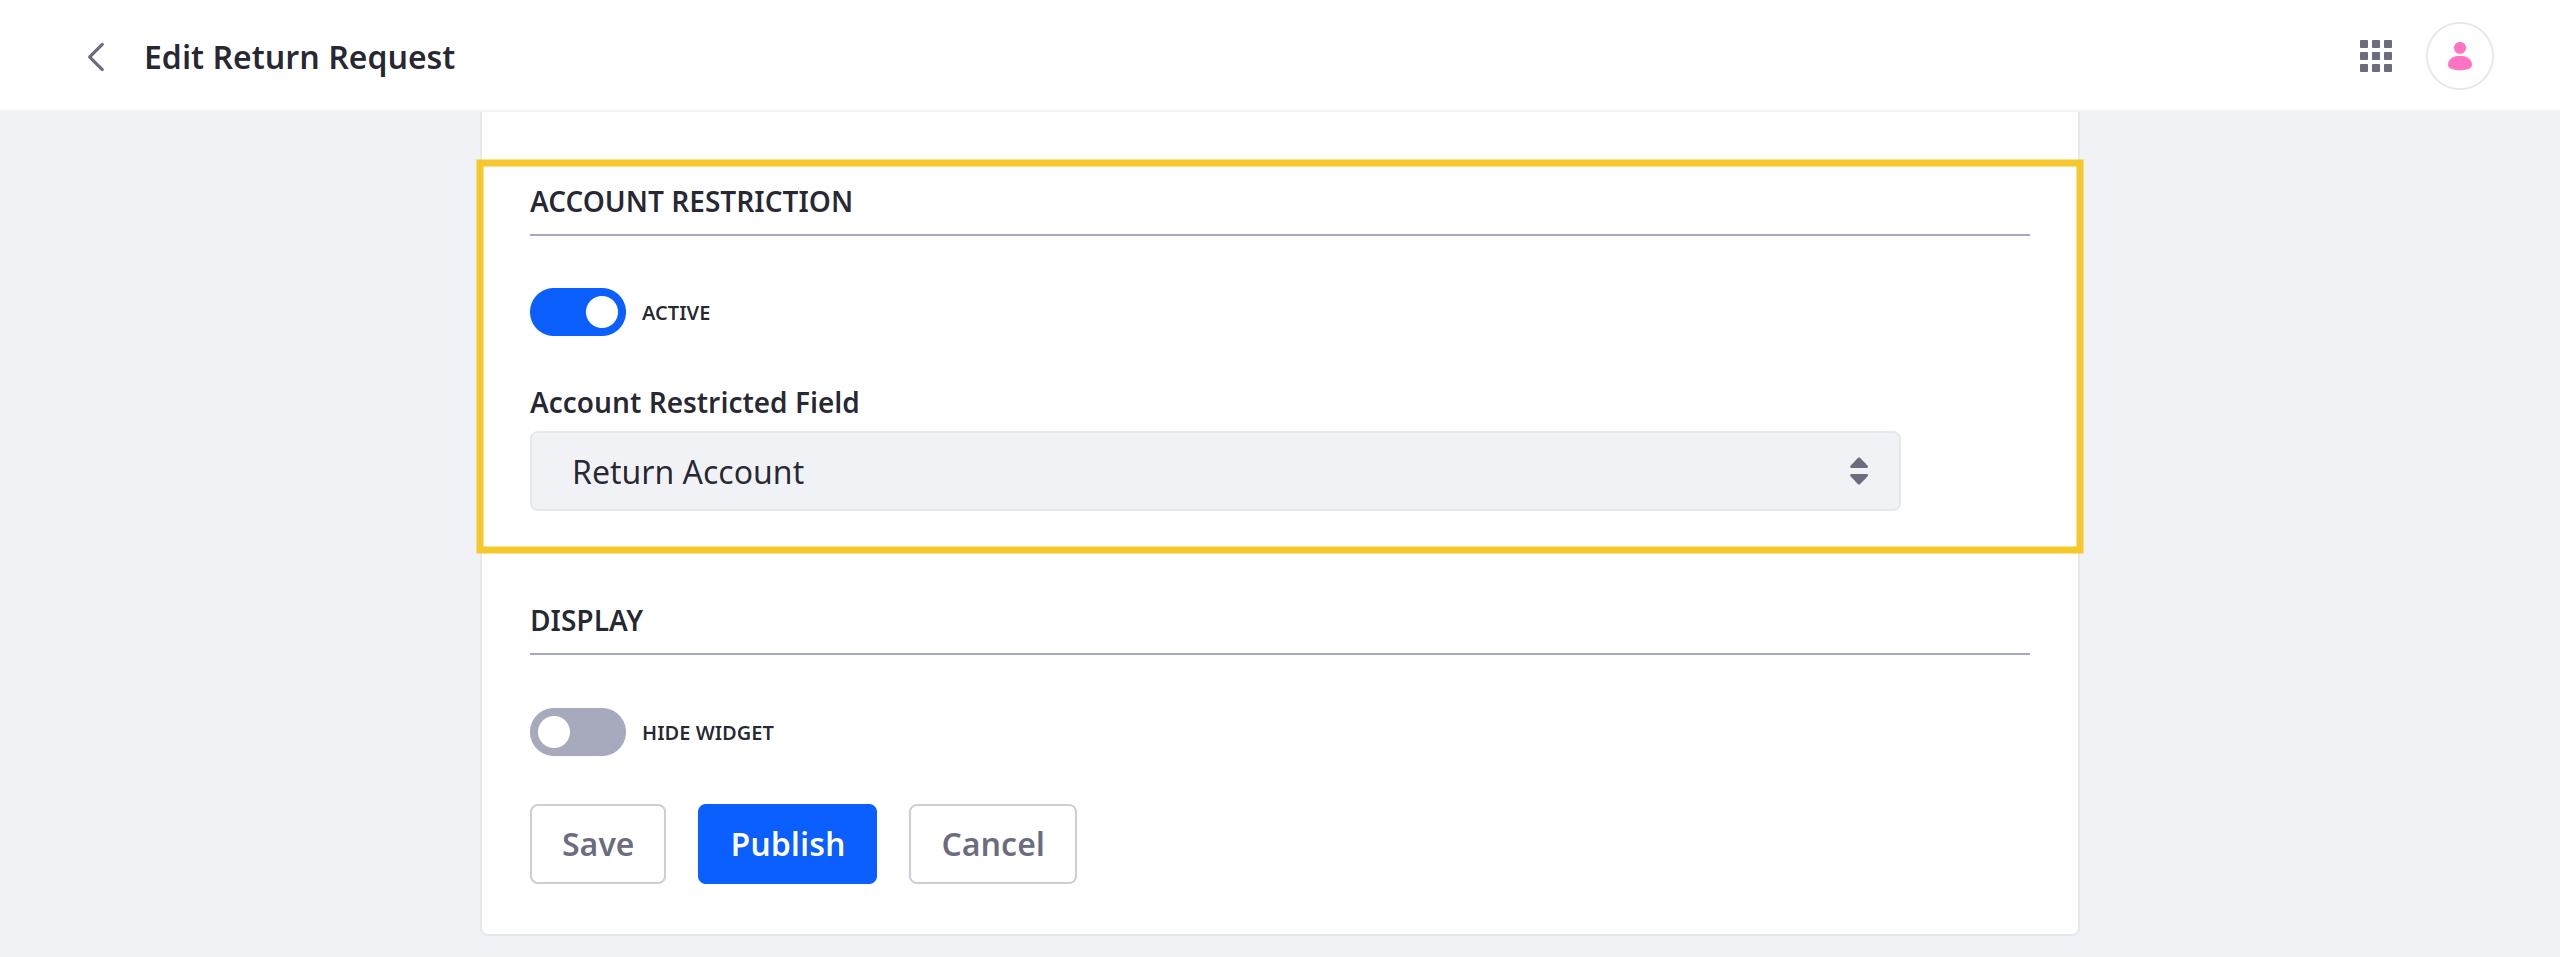 Edit Return Request
ACCOUNT RESTRICTION
ACTIVE
Account Restricted Field
Return Account
DISPLAY
HIDE WIDGET
Save Publish Cancel